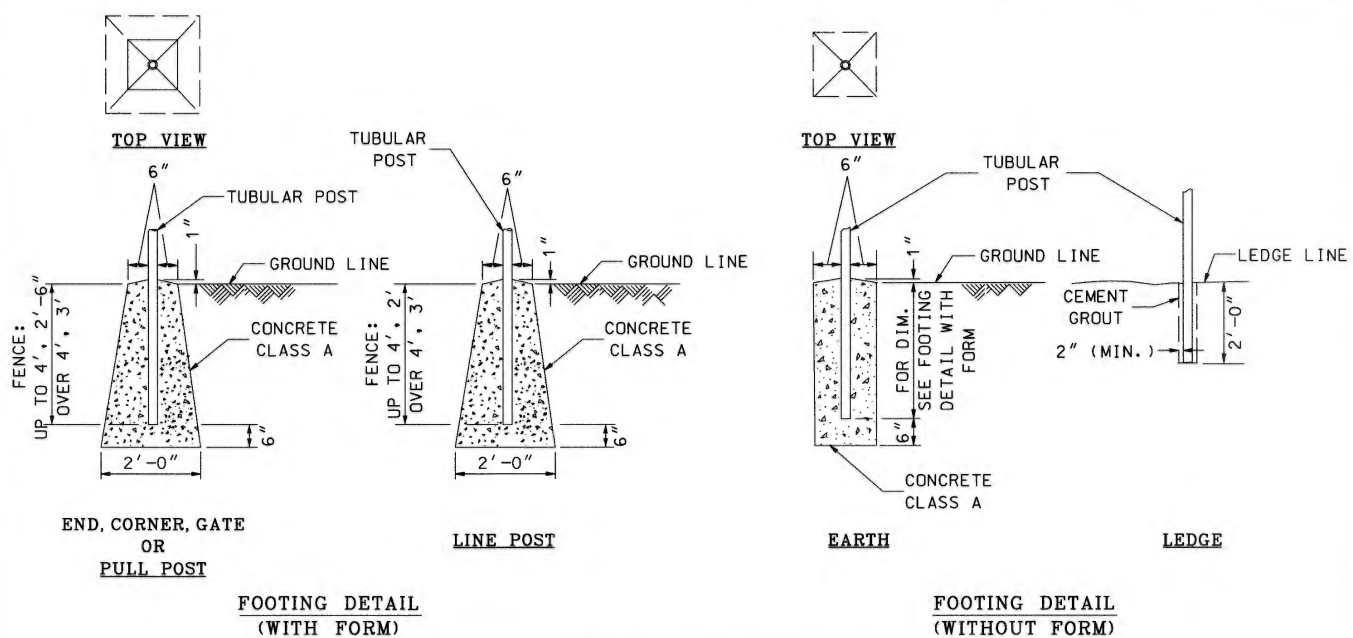 TOP VIEW
6"
TUBULAR POST
1"
GROUND LINE
FENCE:
UP TO 4', 2'-6"
OVER 4', 3'
CONCRETE
CLASS A
6"
2'-0"
END, CORNER, GATE
OR
PULL POST
TUBULAR
POST
6"
1"
GROUND LINE
FENCE:
UP TO 4', 2'
OVER 4', 3'
CONCRETE
CLASS A
6"
2'-0"
LINE POST
FOOTING DETAIL
(WITH FORM)
TOP VIEW
6"
TUBULAR
POST
1"
GROUND LINE
FOR DIM.
SEE FOOTING
DETAIL WITH
FORM
6"
CONCRETE
CLASS A
EARTH
LEDGE LINE
CEMENT
GROUT
2" (MIN.)
2'-0"
LEDGE
FOOTING DETAIL
(WITHOUT FORM)